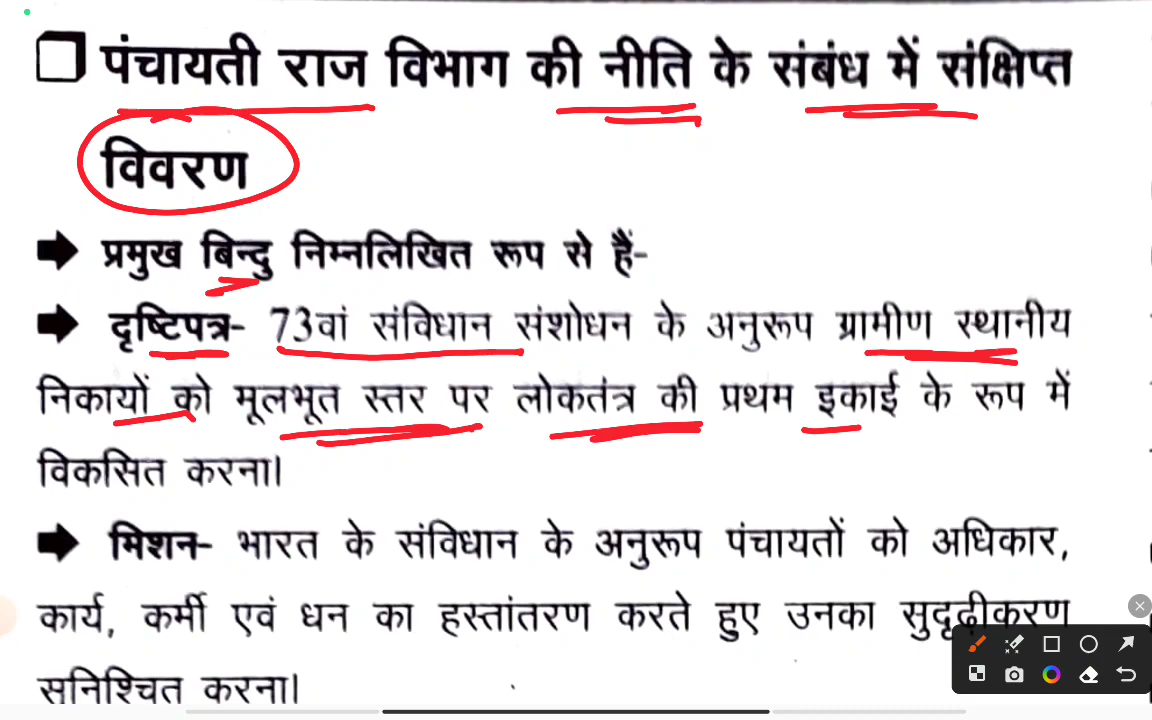 पंचायती राज विभाग की नीति के संबंध में संक्षिप्त
विवरण
प्रमुख बिन्दु निम्नलिखित रूप से हैं-
दृष्टिपत्र- 73वां संविधान संशोधन के अनुरूप ग्रामीण स्थानीय
निकायों को मूलभूत स्तर पर लोकतंत्र की प्रथम इकाई के रूप में
विकसित करना।
मिशन- भारत के संविधान के अनुरूप पंचायतों को अधिकार,
कार्य, कर्मी एवं धन का हस्तांतरण करते हुए उनका सुदृढ़ीकरण
सुनिश्चित करना।